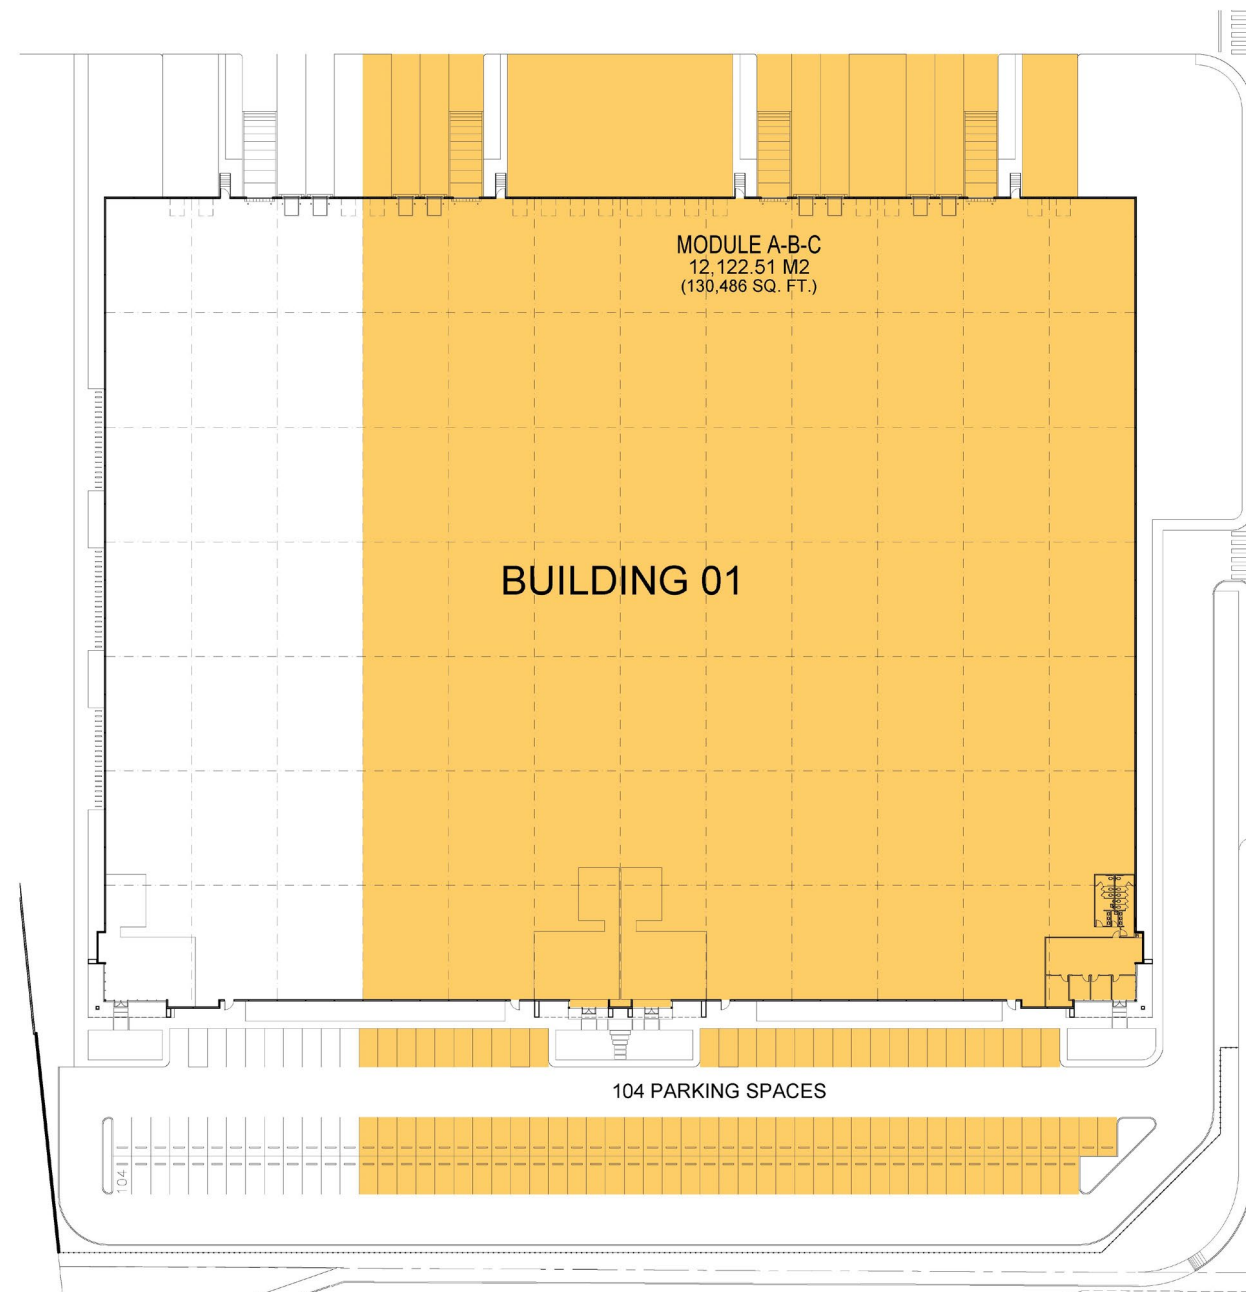 MODULE A-B-C
12,122.51 M2
(130,486 SQ. FT.)
BUILDING 01
104 PARKING SPACES
104